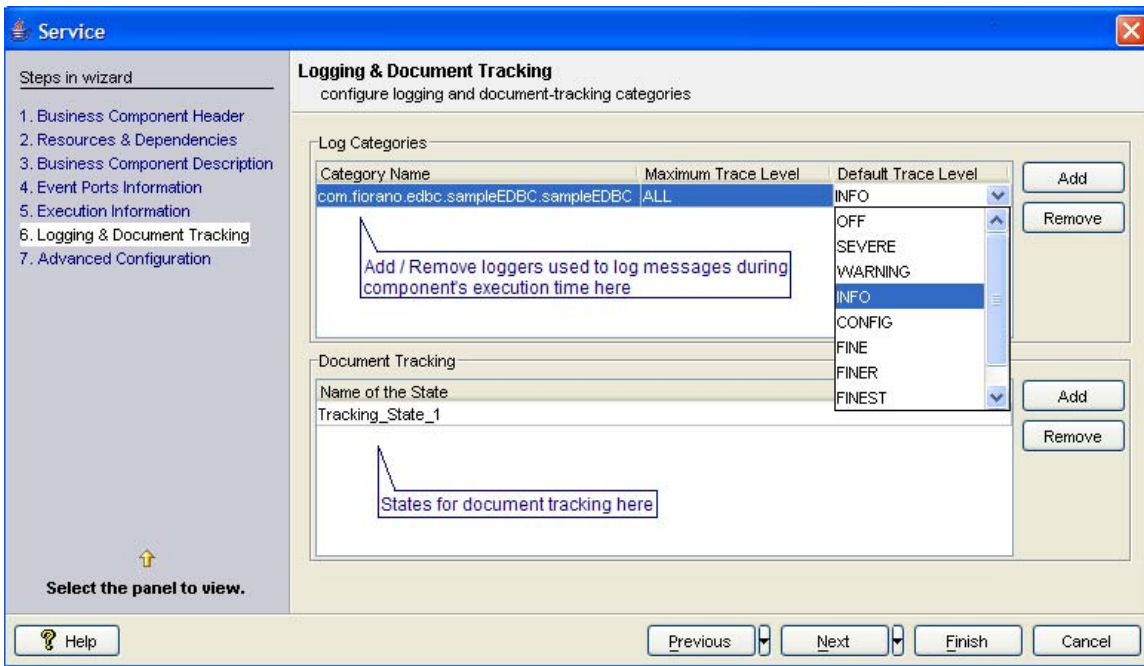 Service
Steps in wizard
1. Business Component Header
2. Resources & Dependencies
3. Business Component Description
4. Event Ports Information
5. Execution Information
6. Logging & Document Tracking
7. Advanced Configuration
Select the panel to view.
Logging & Document Tracking
configure logging and document-tracking categories
Log Categories
Category Name Maximum Trace Level Default Trace Level
com.fiorano.edbc.sampleEDBC.sampleEDBC ALL INFO
OFF
SEVERE
WARNING
INFO
CONFIG
FINE
FINER
FINEST
Add / Remove loggers used to log messages during
component's execution time here
Add
Remove
Document Tracking
Name of the State
Tracking_State_1
States for document tracking here
Add
Remove
Help Previous Next Finish Cancel